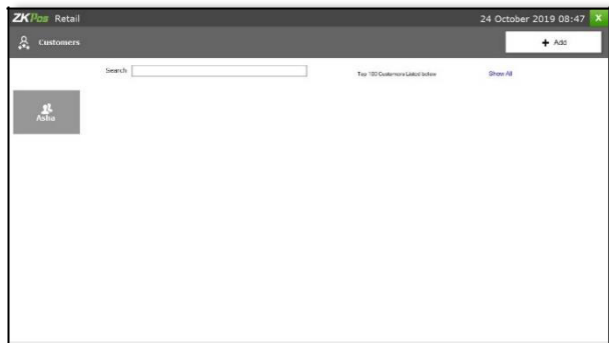 ZKPos Retail
24 October 2019 08:47
X
Customers
+ Add
Search
Top 100 Customers Listed below
Show All
Asha